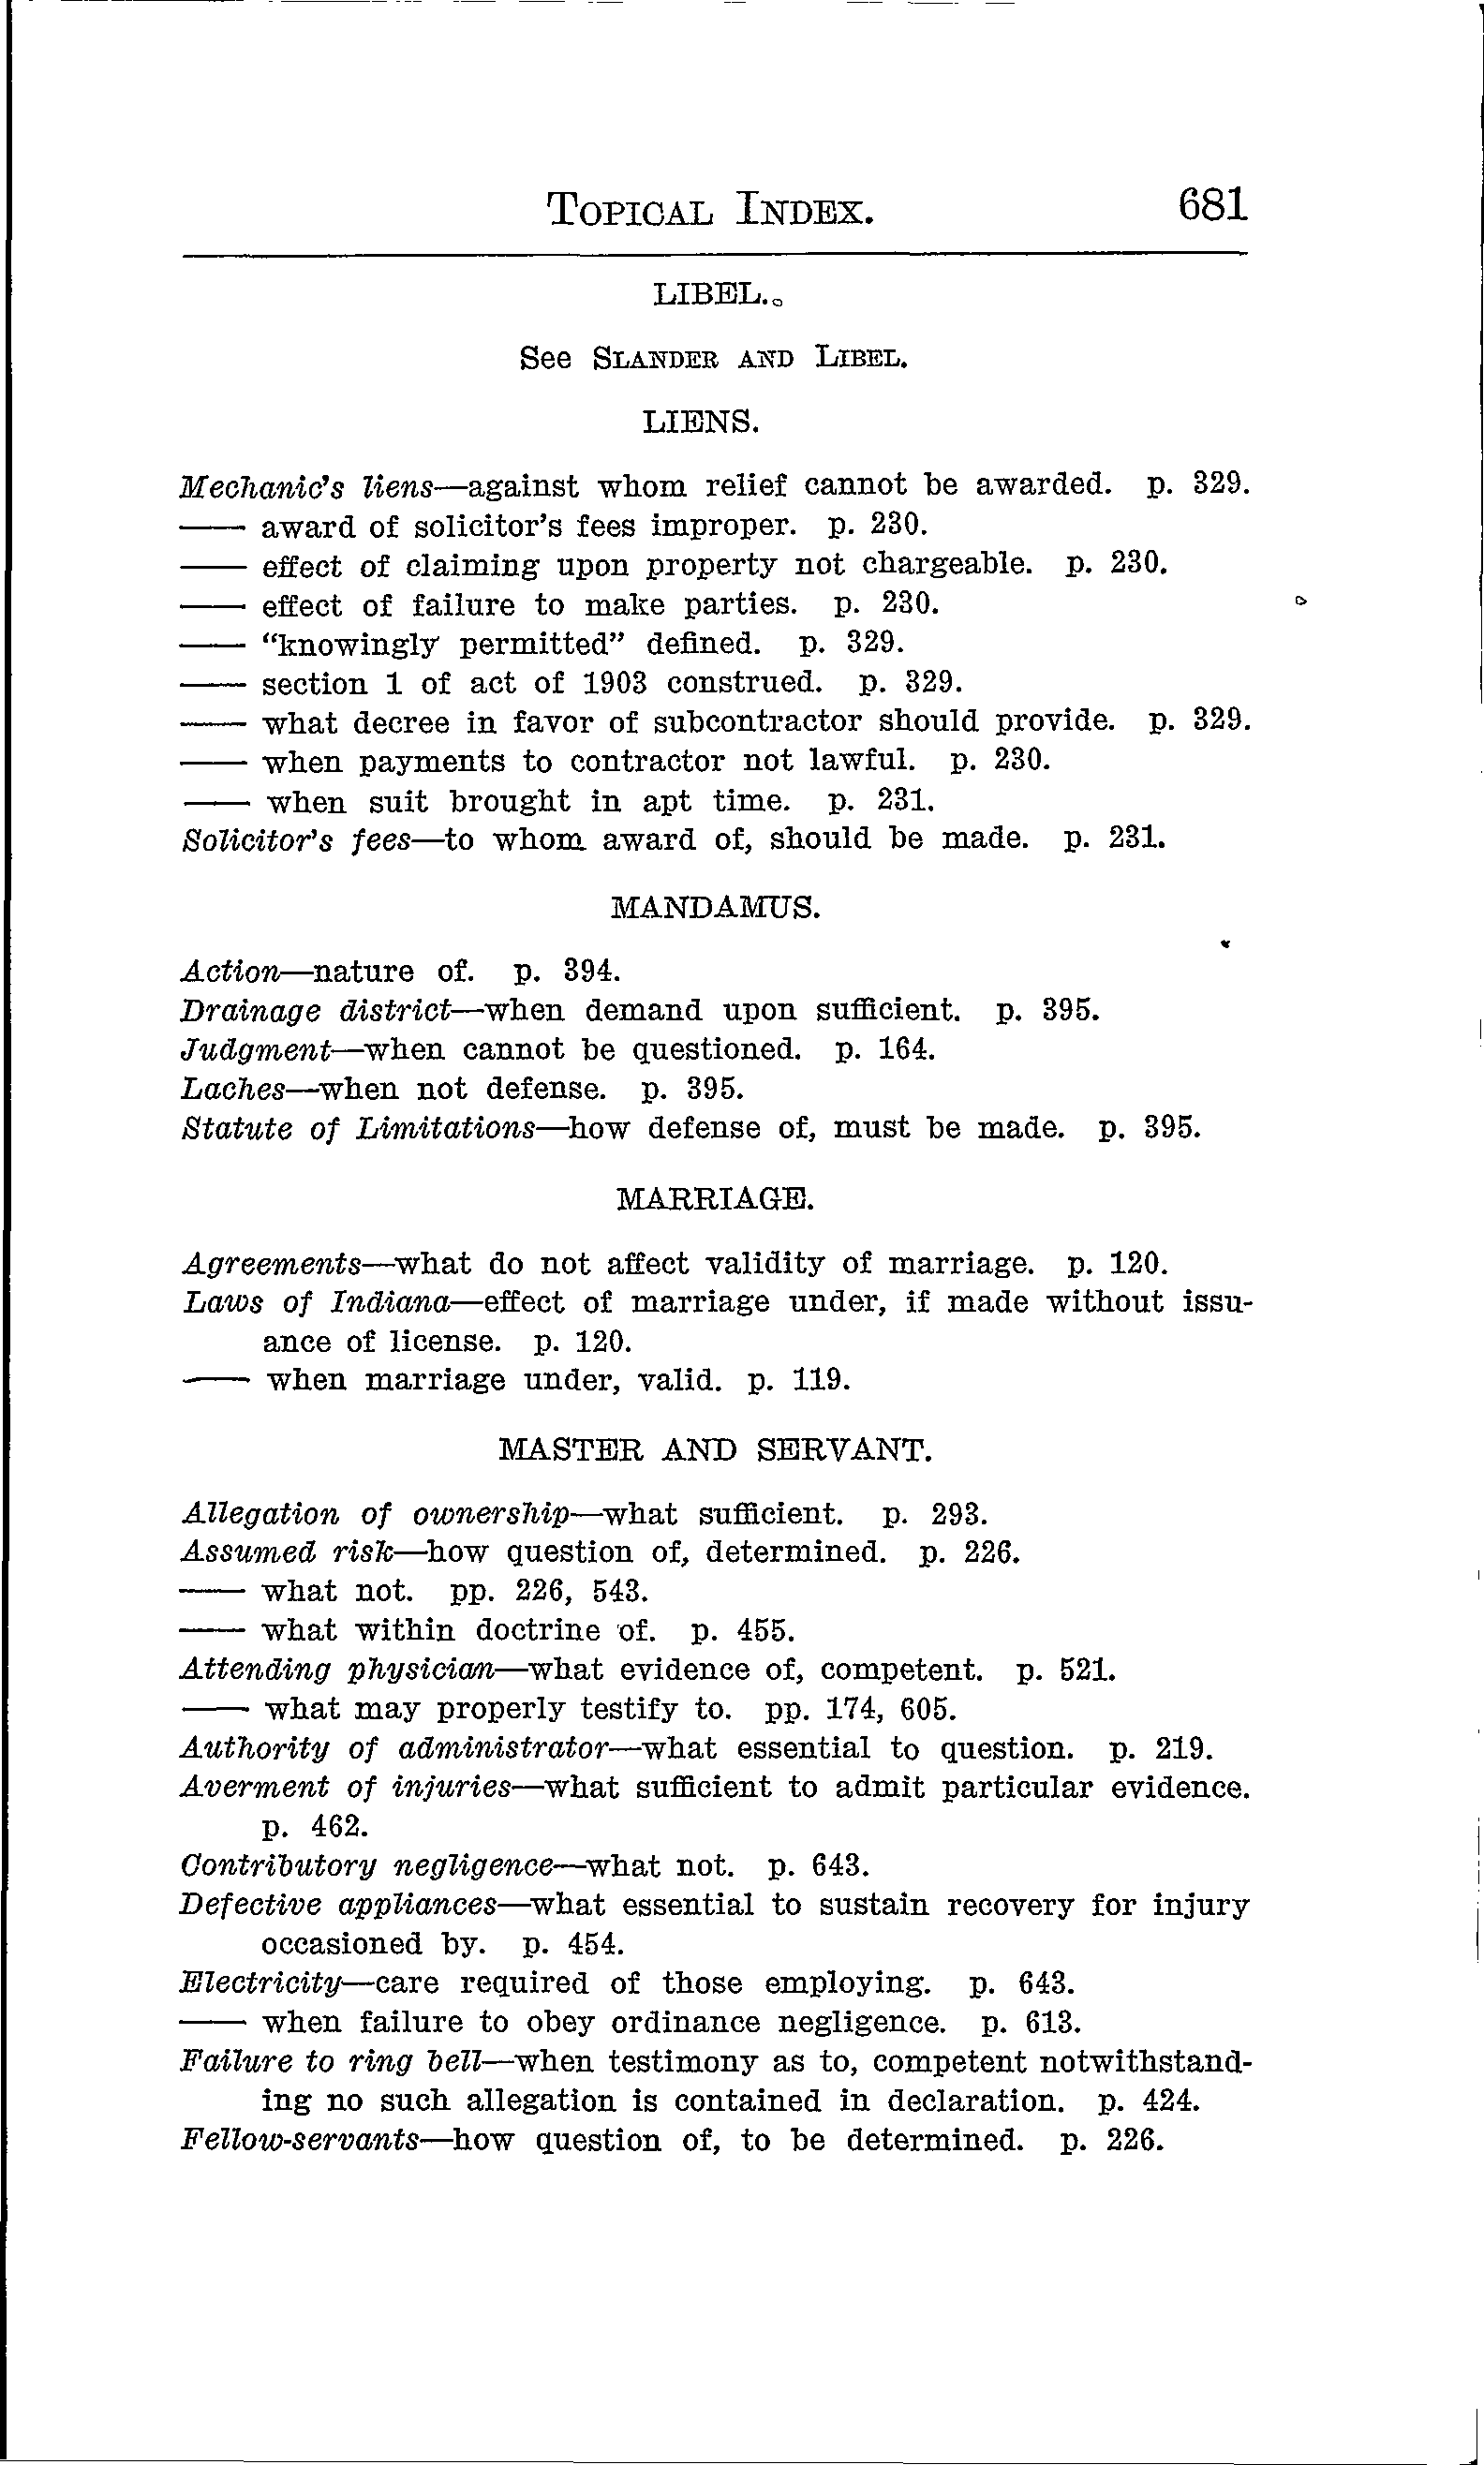 TOPICAL INDEX. 681
LIBEL.
See SLANDER AND LIBEL.
LIENS.
Mechanic's liens—against whom relief cannot be awarded. p. 329.
—— award of solicitor's fees improper. p. 230.
—— effect of claiming upon property not chargeable. p. 230.
—— effect of failure to make parties. p. 230.
—— “knowingly permitted” defined. p. 329.
—— section 1 of act of 1903 construed. p. 329.
—— what decree in favor of subcontractor should provide. p. 329.
—— when payments to contractor not lawful. p. 230.
—— when suit brought in apt time. p. 231.
Solicitor's fees—to whom award of, should be made. p. 231.
MANDAMUS.
Action—nature of. p. 394.
Drainage district—when demand upon sufficient. p. 395.
Judgment—when cannot be questioned. p. 164.
Laches—when not defense. p. 395.
Statute of Limitations—how defense of, must be made. p. 395.
MARRIAGE.
Agreements—what do not affect validity of marriage. p. 120.
Laws of Indiana—effect of marriage under, if made without issu-
ance of license. p. 120.
—— when marriage under, valid. p. 119.
MASTER AND SERVANT.
Allegation of ownership—what sufficient. p. 293.
Assumed risk—how question of, determined. p. 226.
—— what not. pp. 226, 543.
—— what within doctrine of. p. 455.
Attending physician—what evidence of, competent. p. 521.
—— what may properly testify to. pp. 174, 605.
Authority of administrator—what essential to question. p. 219.
Averment of injuries—what sufficient to admit particular evidence.
p. 462.
Contributory negligence—what not. p. 643.
Defective appliances—what essential to sustain recovery for injury
occasioned by. p. 454.
Electricity—care required of those employing. p. 643.
—— when failure to obey ordinance negligence. p. 613.
Failure to ring bell—when testimony as to, competent notwithstand-
ing no such allegation is contained in declaration. p. 424.
Fellow-servants—how question of, to be determined. p. 226.